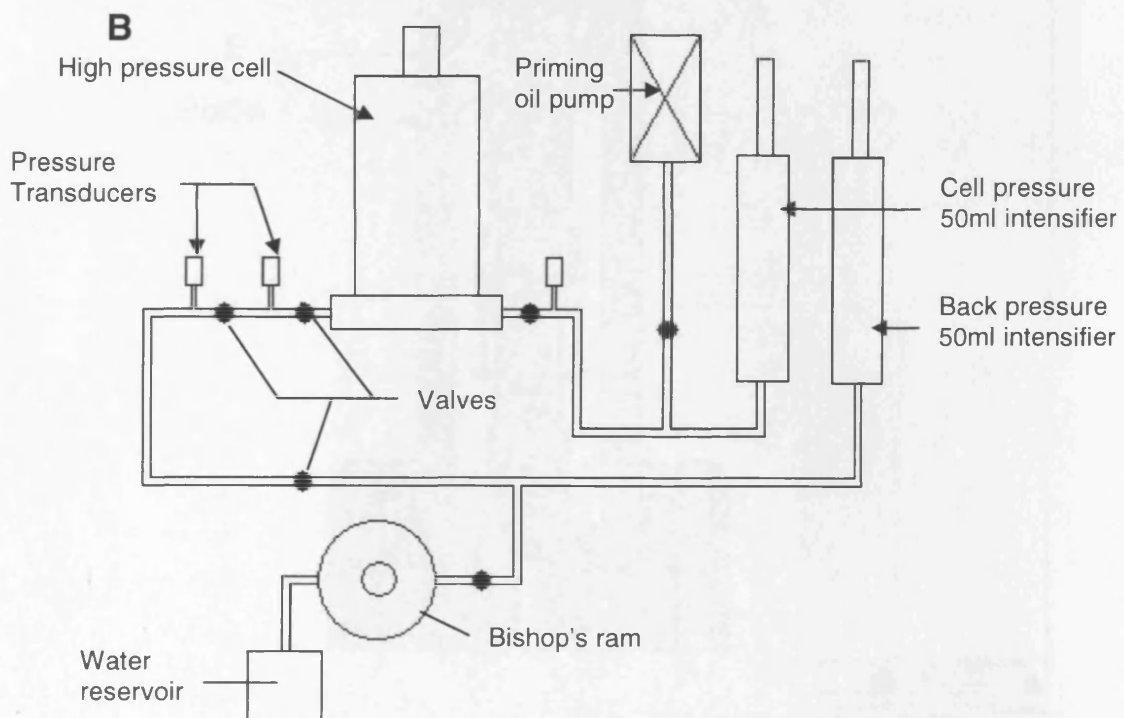 B
High pressure cell
Priming
oil pump
Pressure
Transducers
Cell pressure
50ml intensifier
Back pressure
50ml intensifier
Valves
Bishop's ram
Water
reservoir